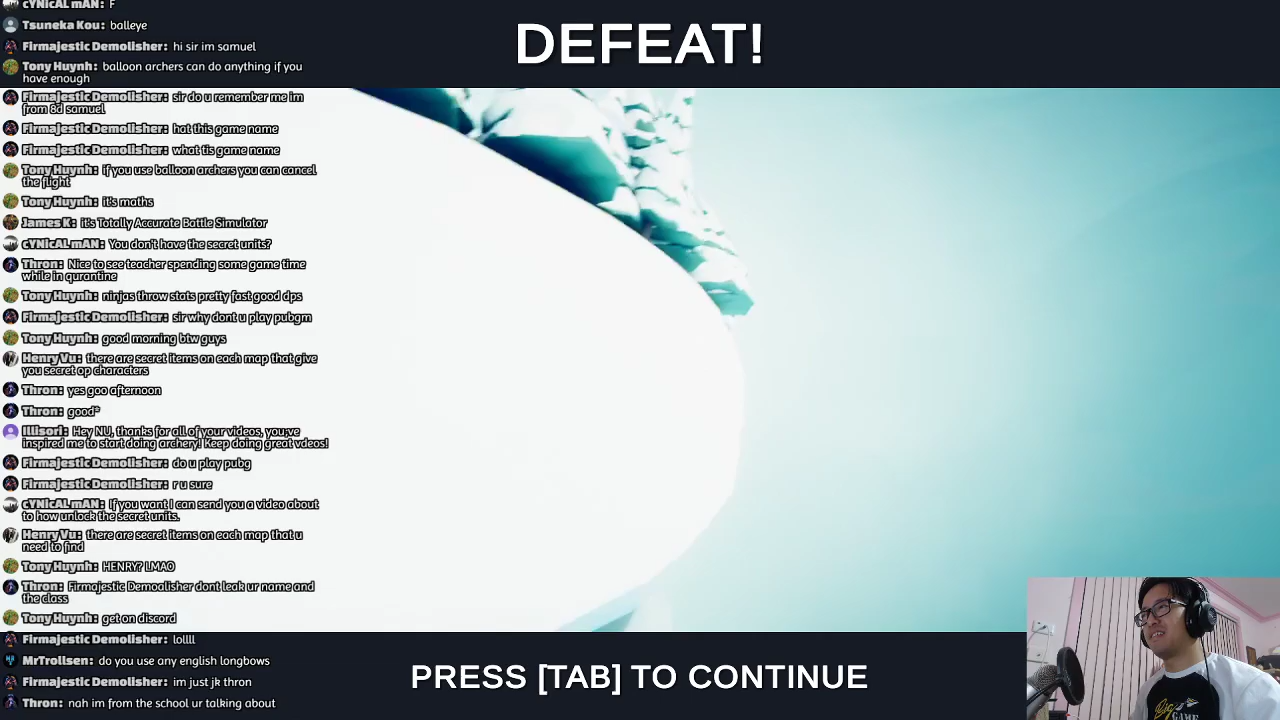 cYNiCAL mAN: F
DEFEAT!
Tsuneka Kou: balleye
Firmajestic Demolisher: hi sir im samuel
Tony Huynh: balloon archers can do anything if you
have enough
Firmajestic Demolisher: sir do u remember me im
from 8d samuel
Firmajestic Demolisher: hat this game name
Firmajestic Demolisher: what tis game name
Tony Huynh: if you use balloon archers you can cancel
the flight
Tony Huynh: it's maths
James K: it's Totally Accurate Battle Simulator
cYNiCAL mAN: You don't have the secret units?
Thron: Nice to see teacher spending some game time
while in qurantine
Tony Huynh: ninjas throw stats pretty fast good dps
Firmajestic Demolisher: sir why dont u play pubgm
Tony Huynh: good morning btw guys
Henry Vu: there are secret items on each map that give
you secret op characters
Thron: yes goo afternoon
Thron: good*
Illisori: Hey NU, thanks for all of your videos, you;ve
inspired me to start doing archery! Keep doing great vdeos!
Firmajestic Demolisher: do u play pubg
Firmajestic Demolisher: r u sure
cYNiCAL mAN: If you want I can send you a video about
to how unlock the secret units.
Henry Vu: there are secret items on each map that u
need to find
Tony Huynh: HENRY? LMAO
Thron: Firmajestic Demoalisher dont leak ur name and
the class
Tony Huynh: get on discord
Firmajestic Demolisher: lollll
MrTrollsen: do you use any english longbows
Firmajestic Demolisher: im just jk thron
Thron: nah im from the school ur talking about
PRESS [TAB] TO CONTINUE
GAME